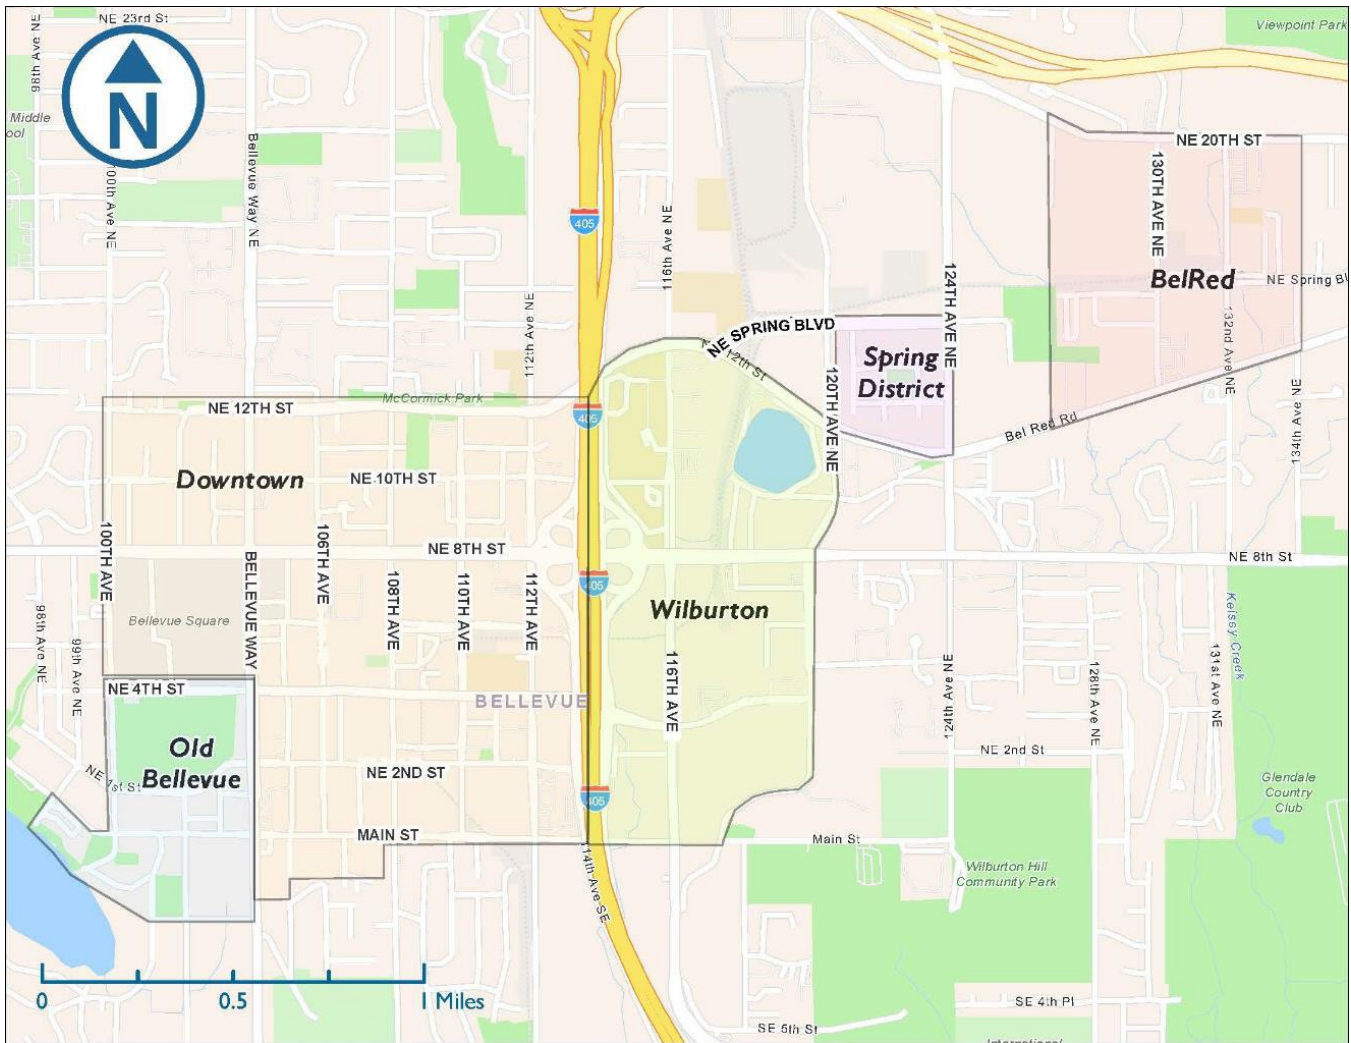 NE 23rd St
98th Ave NE
Viewpoint Park
Middle
ool
N
100th Ave NE
Bellevue Way NE
405
116th Ave NE
NE 20TH ST
130TH AVE NE
BelRed
NE Spring Bl
132nd Ave NE
124TH AVE NE
NE SPRING BLVD
12th St
Spring
District
120TH AVE NE
112th Ave NE
McCormick Park
NE 12TH ST
405
Bel Red Rd
134th Ave NE
Downtown
NE 10TH ST
100TH AVE
106TH AVE
NE 8TH ST
NE 8th St
BELLEVUE WAY
108TH AVE
110TH AVE
112TH AVE
405
Wilburton
Bellevue Square
98th Ave NE
99th Ave NE
Kelsey Creek
131st Ave NE
128th Ave NE
124th Ave NE
116TH AVE
NE 4TH ST
BELLEVUE
Old
Bellevue
NE 1st St
NE 2ND ST
NE 2nd St
405
Glendale
Country
Club
MAIN ST
Main St
114th Ave SE
Wilburton Hill
Community Park
0
0.5
1 Miles
SE 4th Pl
SE 5th St
International